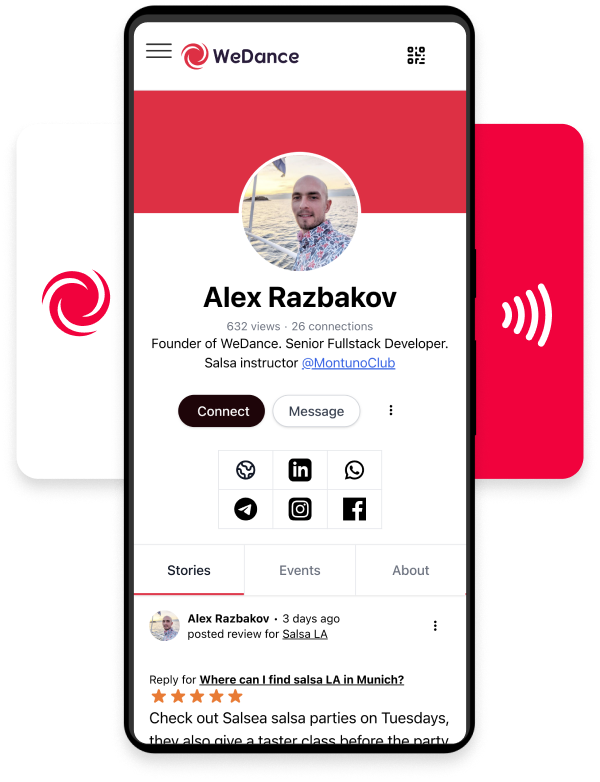 WeDance
Alex Razbakov
632 views · 26 connections
Founder of WeDance. Senior Fullstack Developer.
Salsa instructor @MontunoClub
Connect
Message
Stories
Events
About
Alex Razbakov • 3 days ago
posted review for Salsa LA
Reply for Where can I find salsa LA in Munich?
Check out Salsea salsa parties on Tuesdays,
they also give a taster class before the party